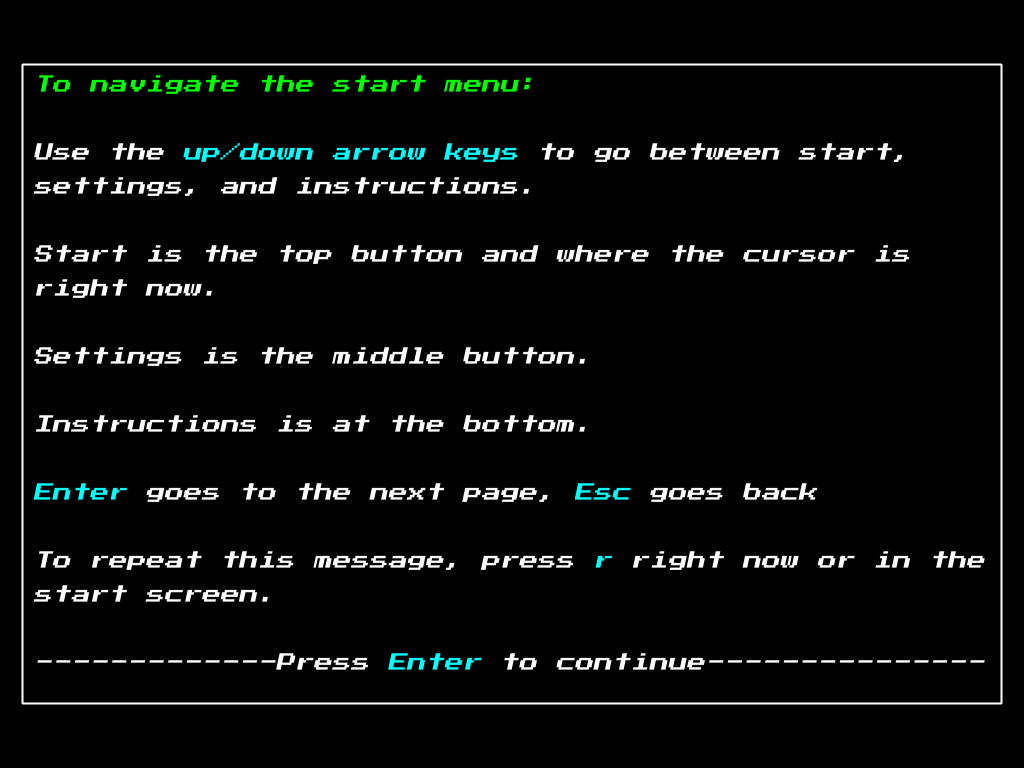 To navigate the start menu:
Use the up/down arrow keys to go between start,
settings, and instructions.
Start is the top button and where the cursor is
right now.
Settings is the middle button.
Instructions is at the bottom.
Enter goes to the next page, Esc goes back
To repeat this message, press r right now or in the
start screen.
-------------Press Enter to continue---------------